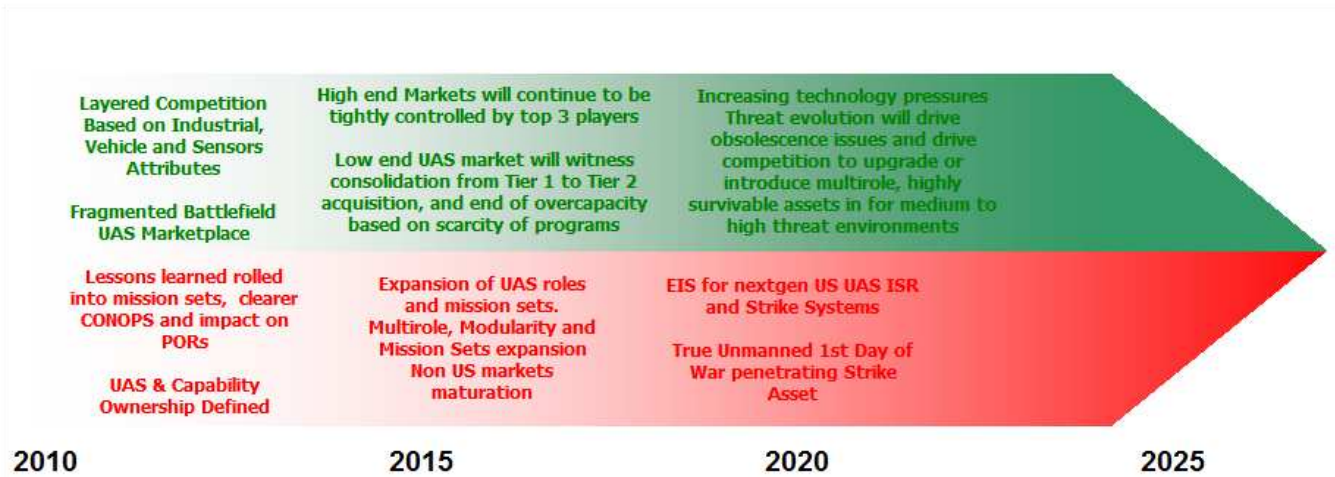 Layered Competition
Based on Industrial,
Vehicle and Sensors
Attributes
Fragmented Battlefield
UAS Marketplace
High end Markets will continue to be
tightly controlled by top 3 players
Low end UAS market will witness
consolidation from Tier 1 to Tier 2
acquisition, and end of overcapacity
based on scarcity of programs
Increasing technology pressures
Threat evolution will drive
obsolescence issues and drive
competition to upgrade or
introduce multirole, highly
survivable assets in for medium to
high threat environments
Lessons learned rolled
into mission sets, clearer
CONOPS and impact on
PORs
UAS & Capability
Ownership Defined
Expansion of UAS roles
and mission sets.
Multirole, Modularity and
Mission Sets expansion
Non US markets
maturation
EIS for nextgen US UAS ISR
and Strike Systems
True Unmanned 1st Day of
War penetrating Strike
Asset
2010
2015
2020
2025